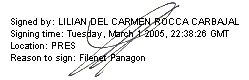 Signed by: LILIAN DEL CARMEN ROCCA CARBAJAL
Signing time: Tuesday, March 1 2005, 22:38:26 GMT
Location: PRES
Reason to sign: Filenet Panagon